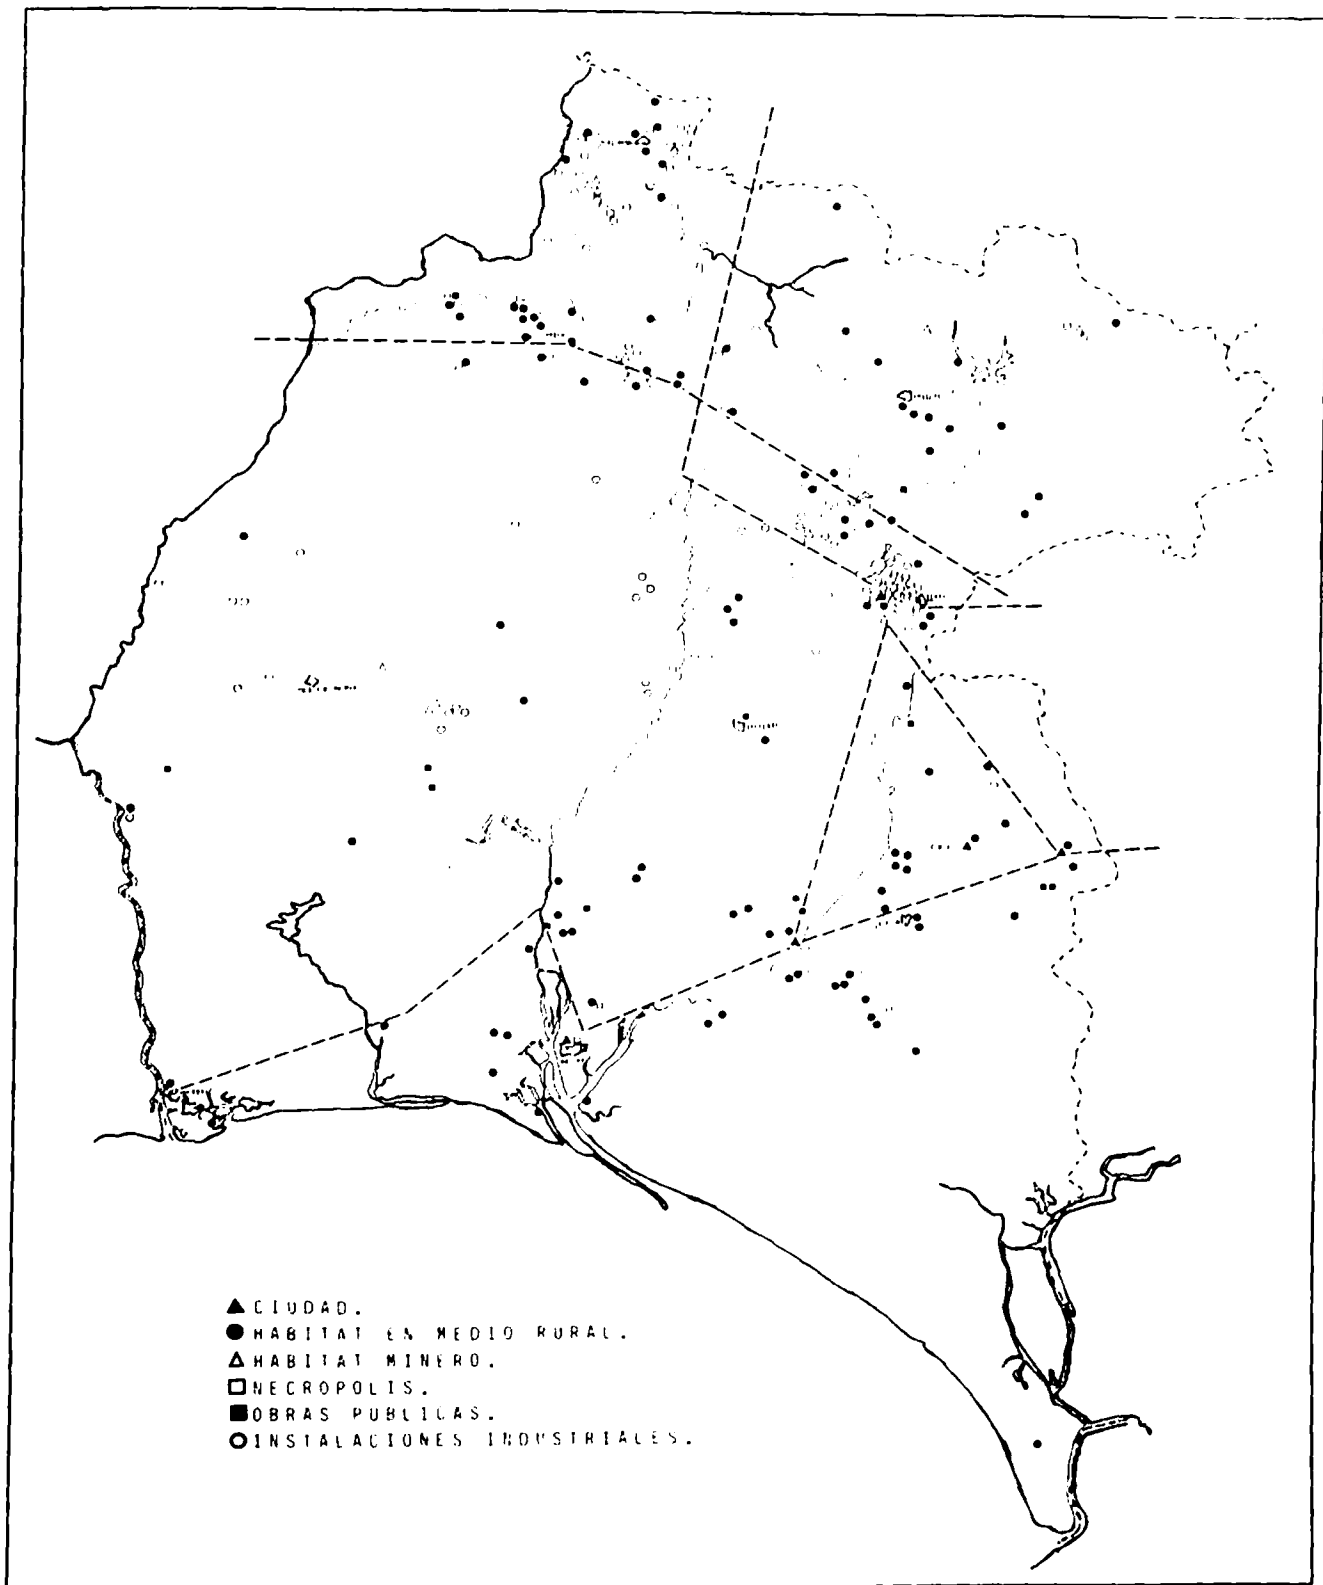 CIUDAD.
HABITAT EN MEDIO RURAL.
HABITAT MINERO.
NECROPOLIS.
OBRAS PUBLICAS.
INSTALACIONES INDUSTRIALES.